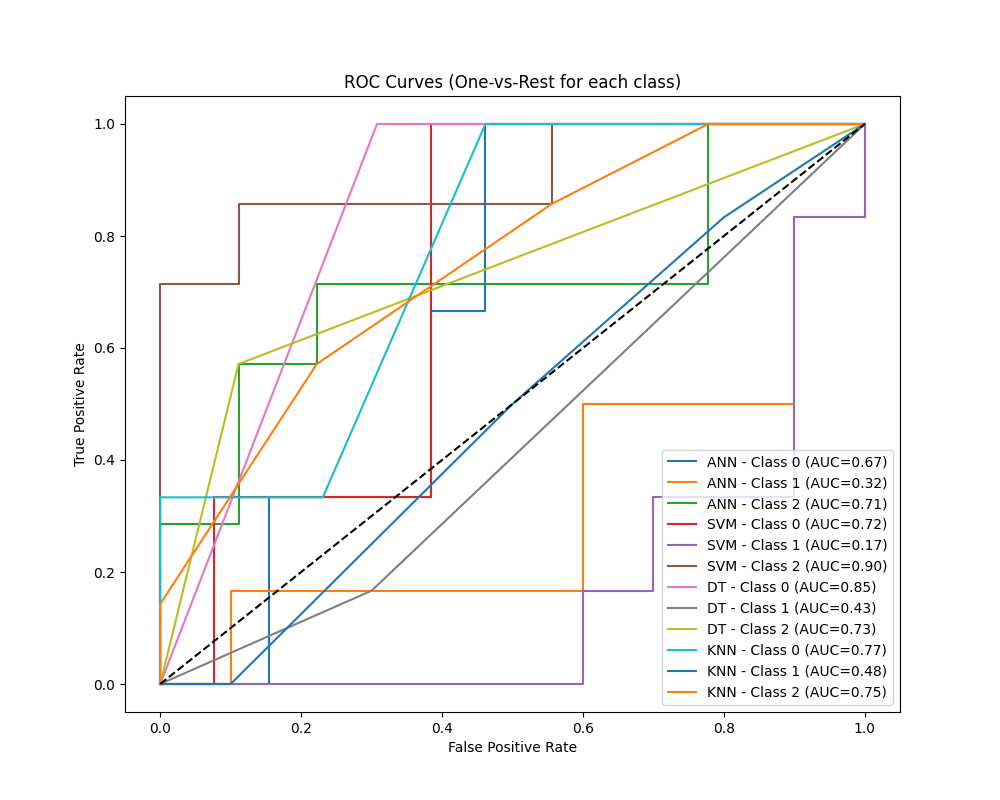 ROC Curves (One-vs-Rest for each class)
True Positive Rate
1.0
0.8
0.6
0.4
0.2
0.0
ANN - Class 0 (AUC=0.67)
ANN - Class 1 (AUC=0.32)
ANN - Class 2 (AUC=0.71)
SVM - Class 0 (AUC=0.72)
SVM - Class 1 (AUC=0.17)
SVM - Class 2 (AUC=0.90)
DT - Class 0 (AUC=0.85)
DT - Class 1 (AUC=0.43)
DT - Class 2 (AUC=0.73)
KNN - Class 0 (AUC=0.77)
KNN - Class 1 (AUC=0.48)
KNN - Class 2 (AUC=0.75)
0.0 0.2 0.4 0.6 0.8 1.0
False Positive Rate